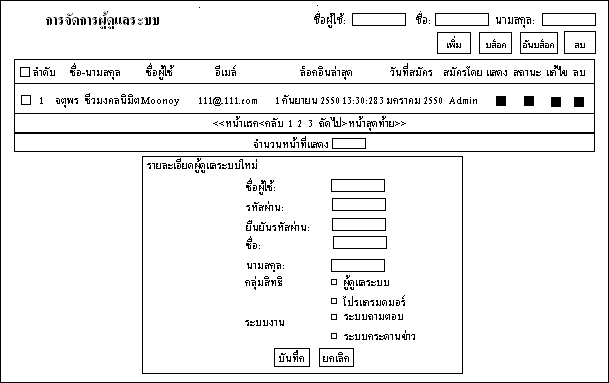 การจัดการผู้ดูแลระบบ ชื่อผู้ใช้: ชื่อ: นามสกุล:
เพิ่ม บล็อค อันบล็อค ลบ
ลำดับ ชื่อ-นามสกุล ชื่อผู้ใช้ อีเมล์ ล็อคอินล่าสุด วันที่สมัคร สมัครโดย แสดง สถานะ แก้ไข ลบ
1 จตุพร ชีวมงคลนิมิต Moonoy 111@.111.com 1 กันยายน 2550 13:30:28 3 มกราคม 2550 Admin
<<หน้าแรก<กลับ 1 2 3 ถัดไป>หน้าสุดท้าย>>
จำนวนหน้าที่แสดง
รายละเอียดผู้ดูแลระบบใหม่
ชื่อผู้ใช้:
รหัสผ่าน:
ยืนยันรหัสผ่าน:
ชื่อ:
นามสกุล:
กลุ่มสิทธิ ผู้ดูแลระบบ
โปรแกรมดมอร์
ระบบงาน ระบบถามตอบ
ระบบกระดานข่าว
บันทึก ยกเลิก